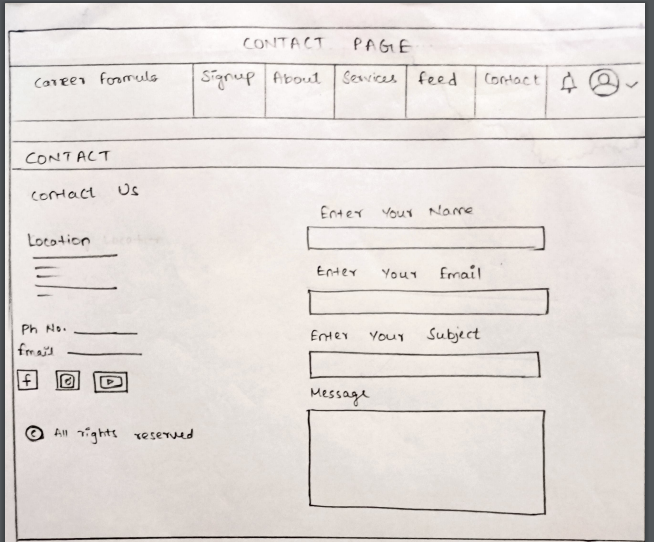 CONTACT PAGE
Career Formula Signup About Services Feed Contact
CONTACT
Contact Us
Location
Ph No.
Email
f
© All rights reserved
Enter Your Name
Enter Your Email
Enter Your Subject
Message